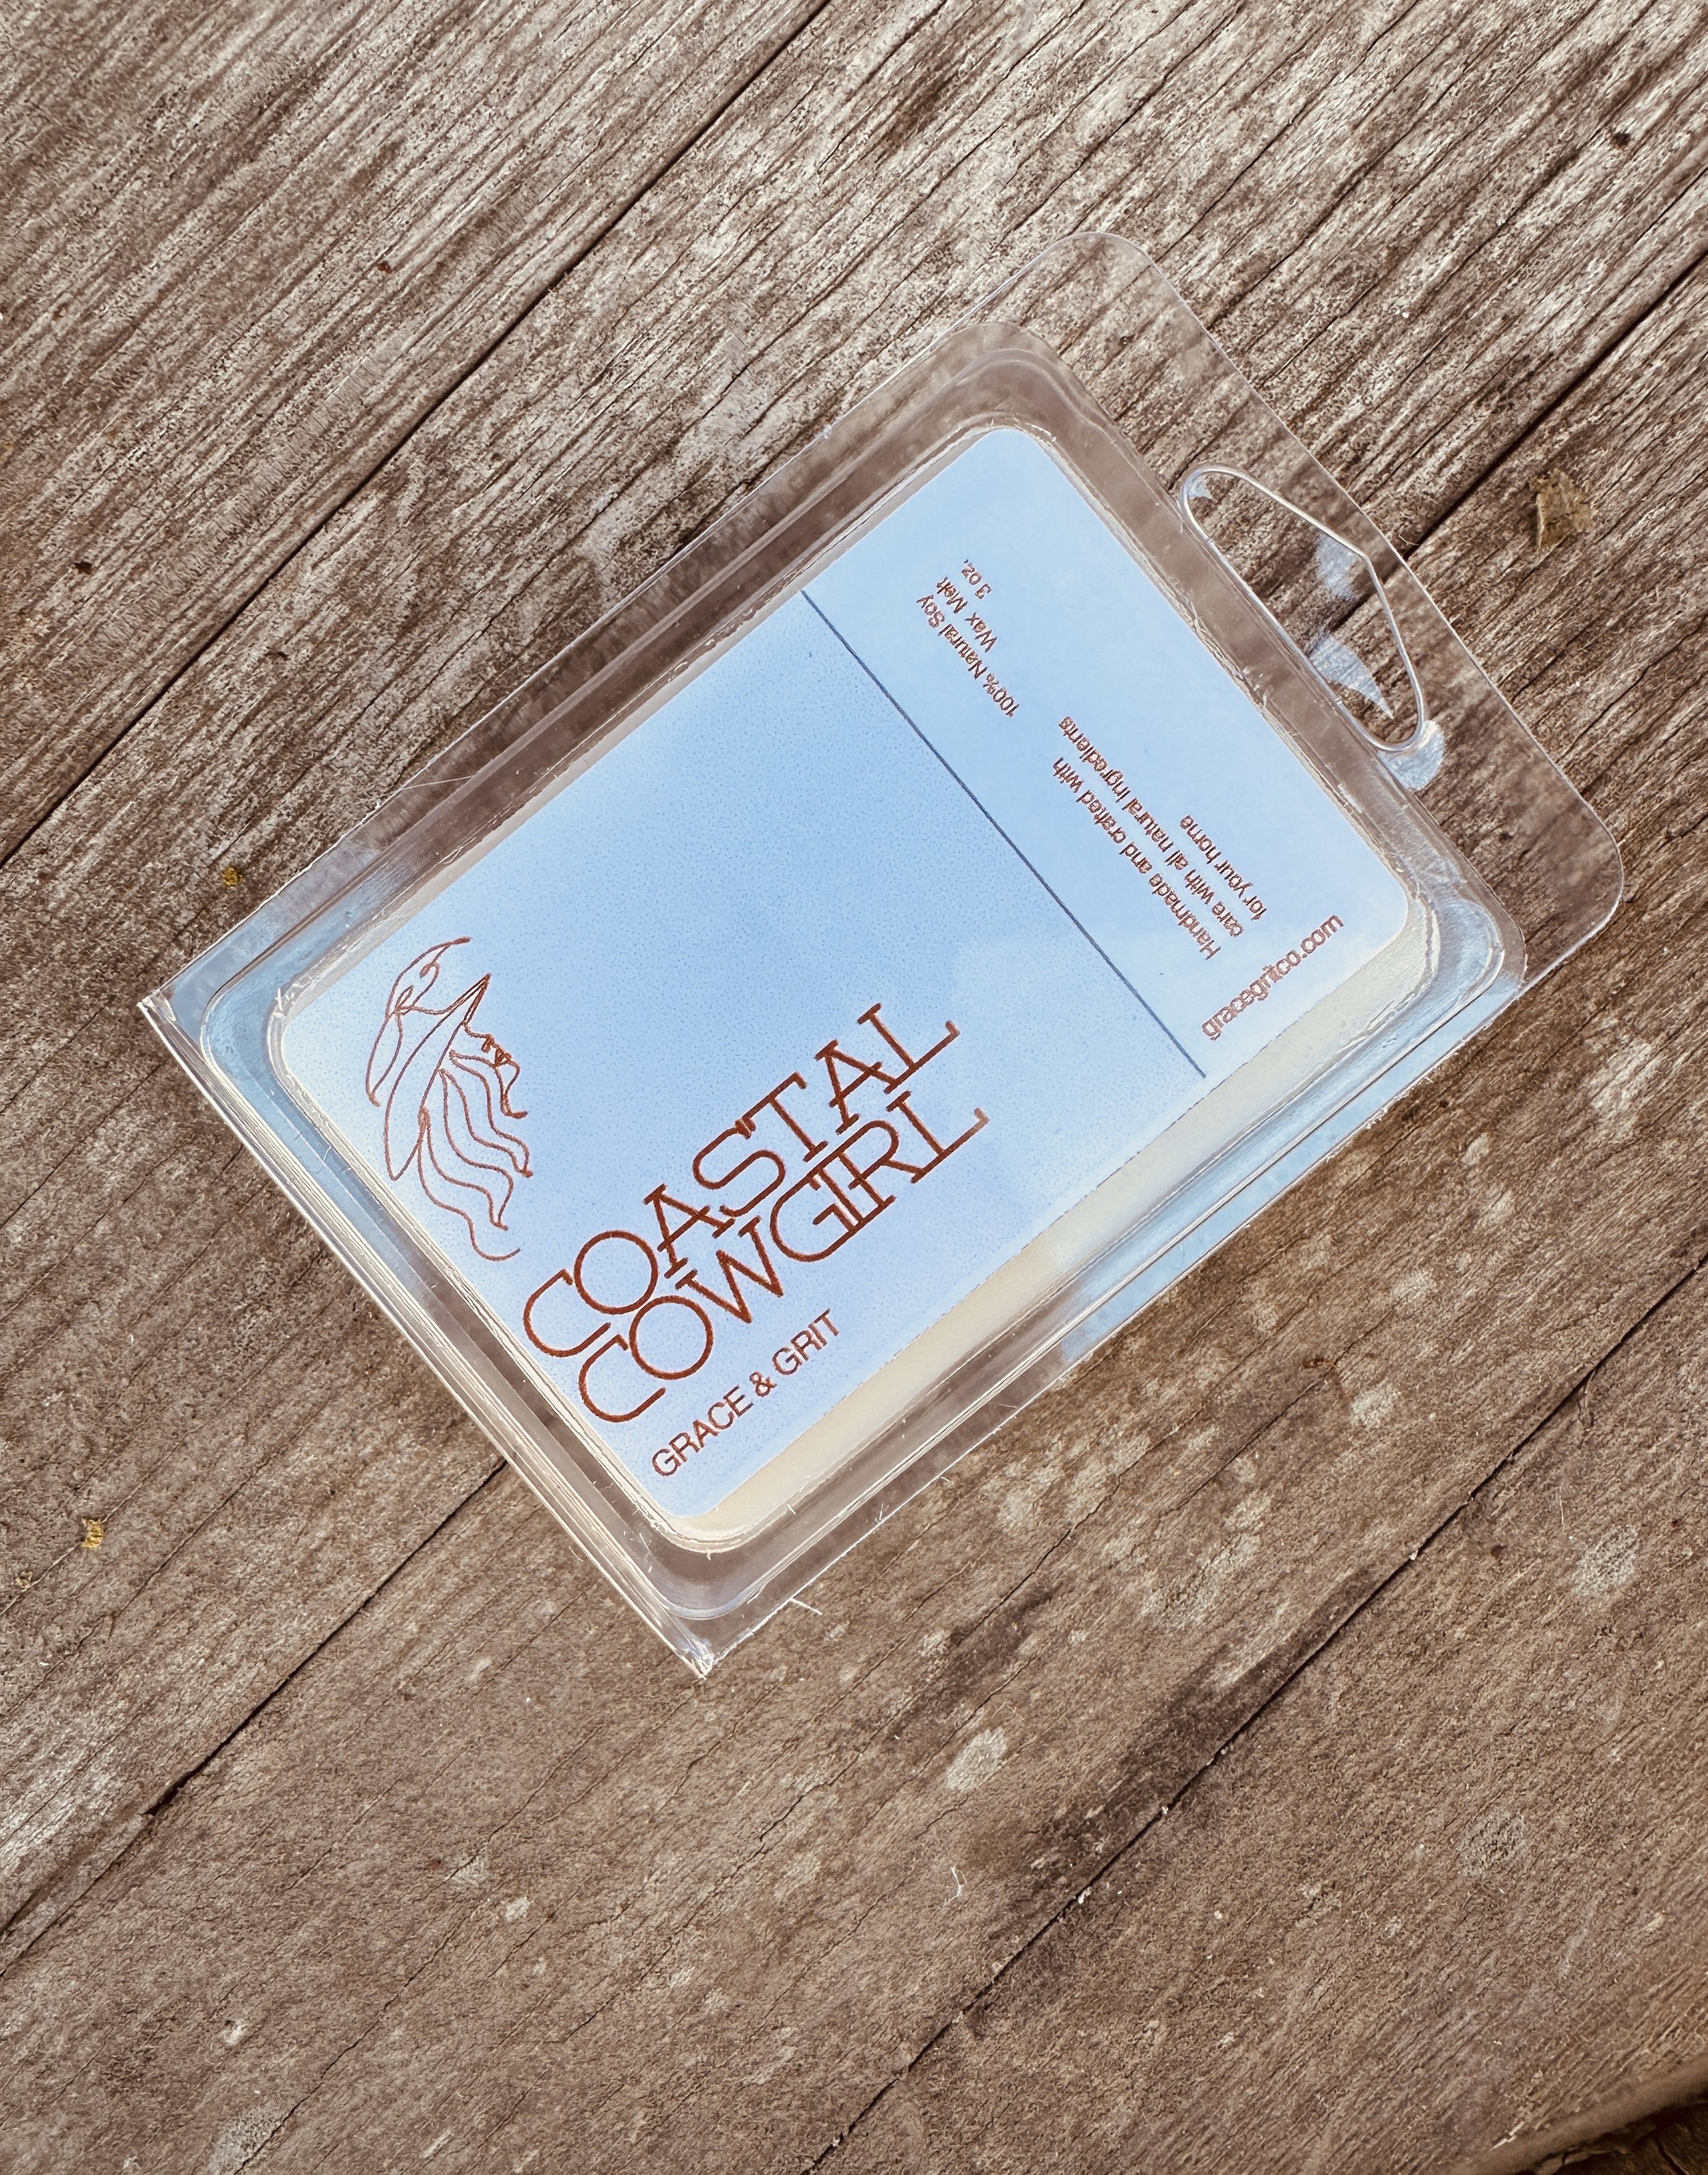 COASTAL
COWGIRL
GRACE & GRIT
100% Natural Soy
Wax Melt
3 oz.
Handmade and crafted with
care with all natural ingredients
for your home
gracegritco.com